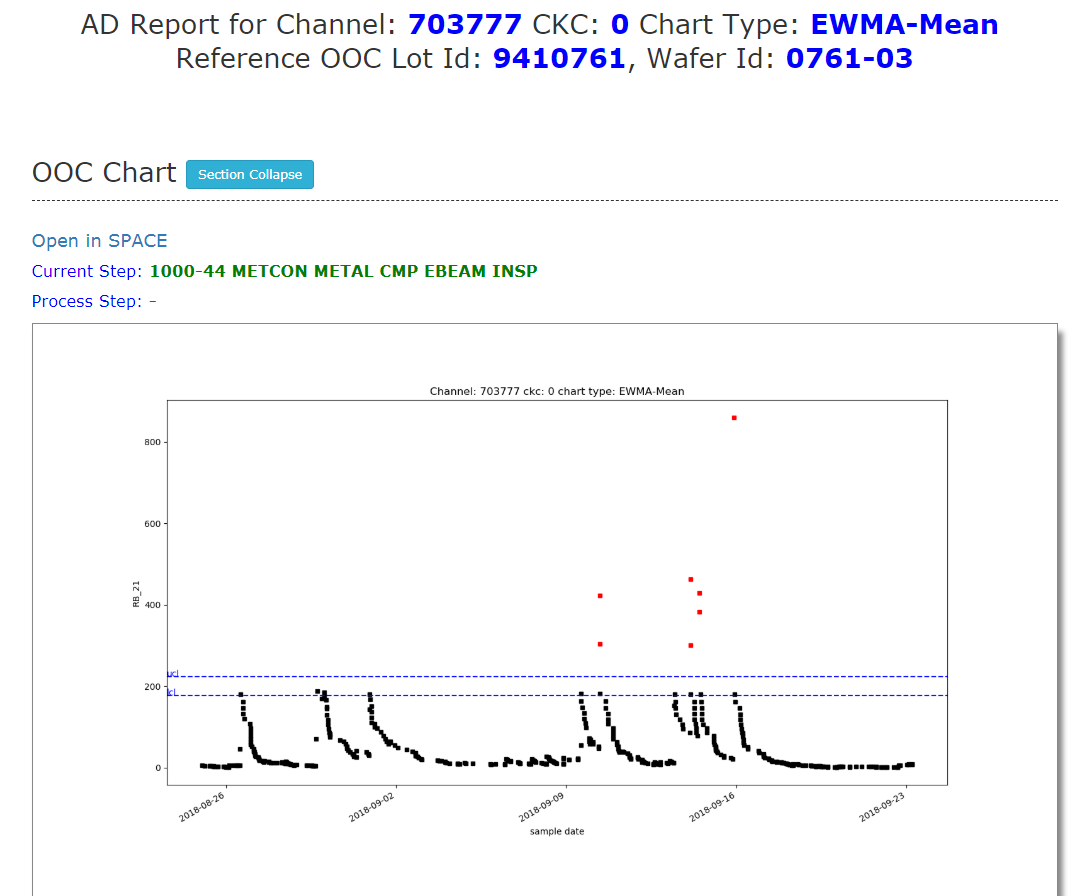 AD Report for Channel: 703777 CKC: 0 Chart Type: EWMA-Mean
Reference OOC Lot Id: 9410761, Wafer Id: 0761-03
OOC Chart Section Collapse
Open in SPACE
Current Step: 1000-44 METCON METAL CMP EBEAM INSP
Process Step: -
Channel: 703777 ckc: 0 chart type: EWMA-Mean
800
600
RB_21
400
ucl
200
lcl
0
2018-08-26 2018-09-02 2018-09-09 2018-09-16 2018-09-23
sample date